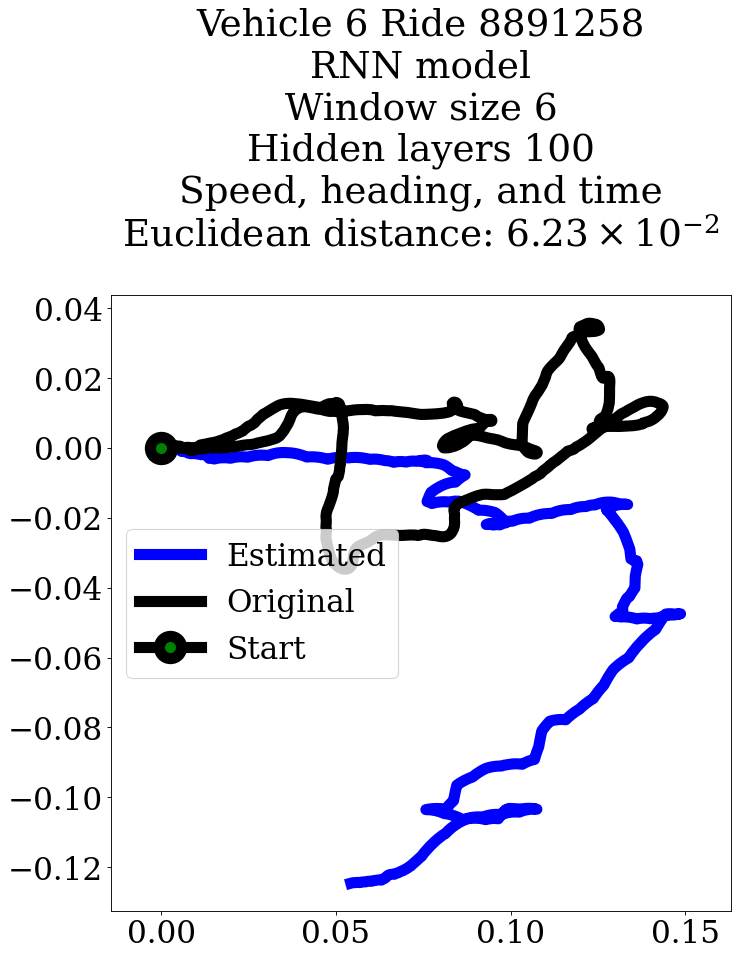 Vehicle 6 Ride 8891258
RNN model
Window size 6
Hidden layers 100
Speed, heading, and time
Euclidean distance: 6.23 × 10⁻²
0.04
0.02
0.00
−0.02
−0.04
−0.06
−0.08
−0.10
−0.12
Estimated
Original
Start
0.00 0.05 0.10 0.15